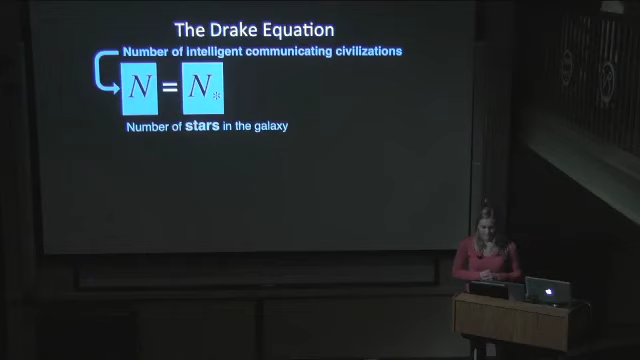 The Drake Equation
Number of intelligent communicating civilizations
N = N*
Number of stars in the galaxy